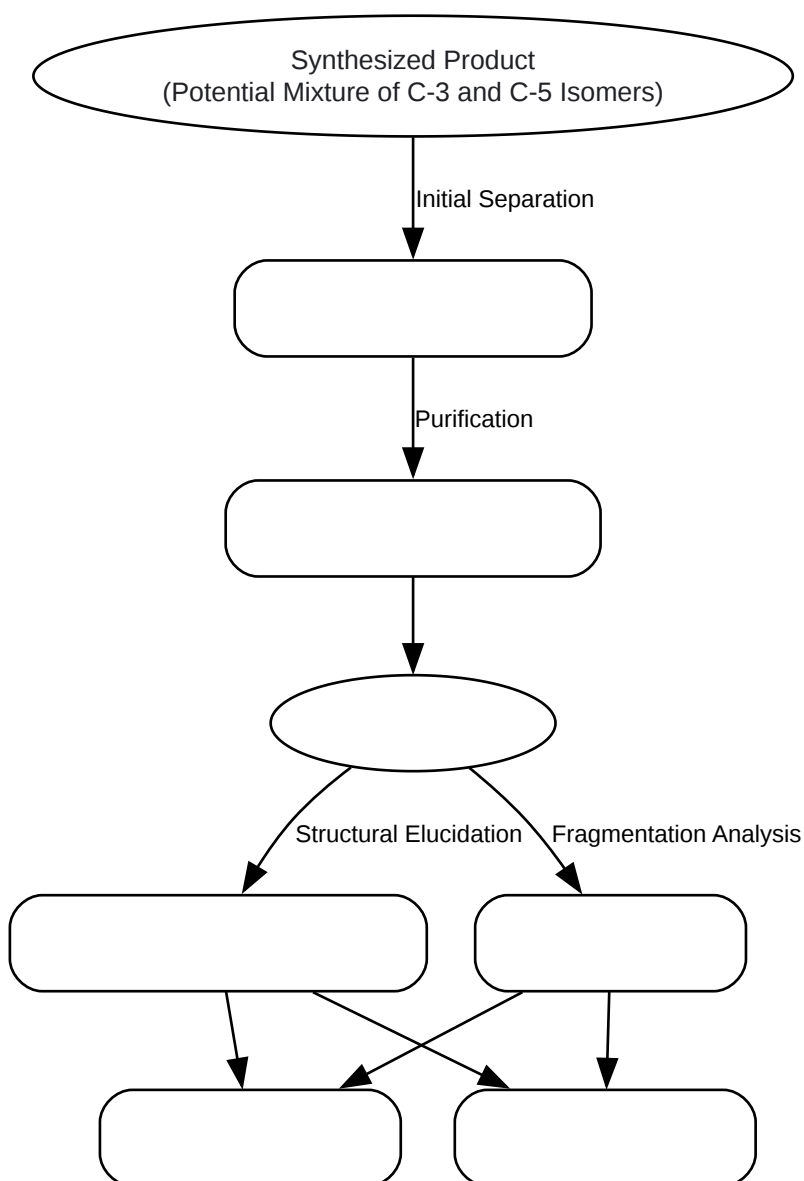 Synthesized Product
(Potential Mixture of C-3 and C-5 Isomers)
Initial Separation
Purification
Structural Elucidation
Fragmentation Analysis